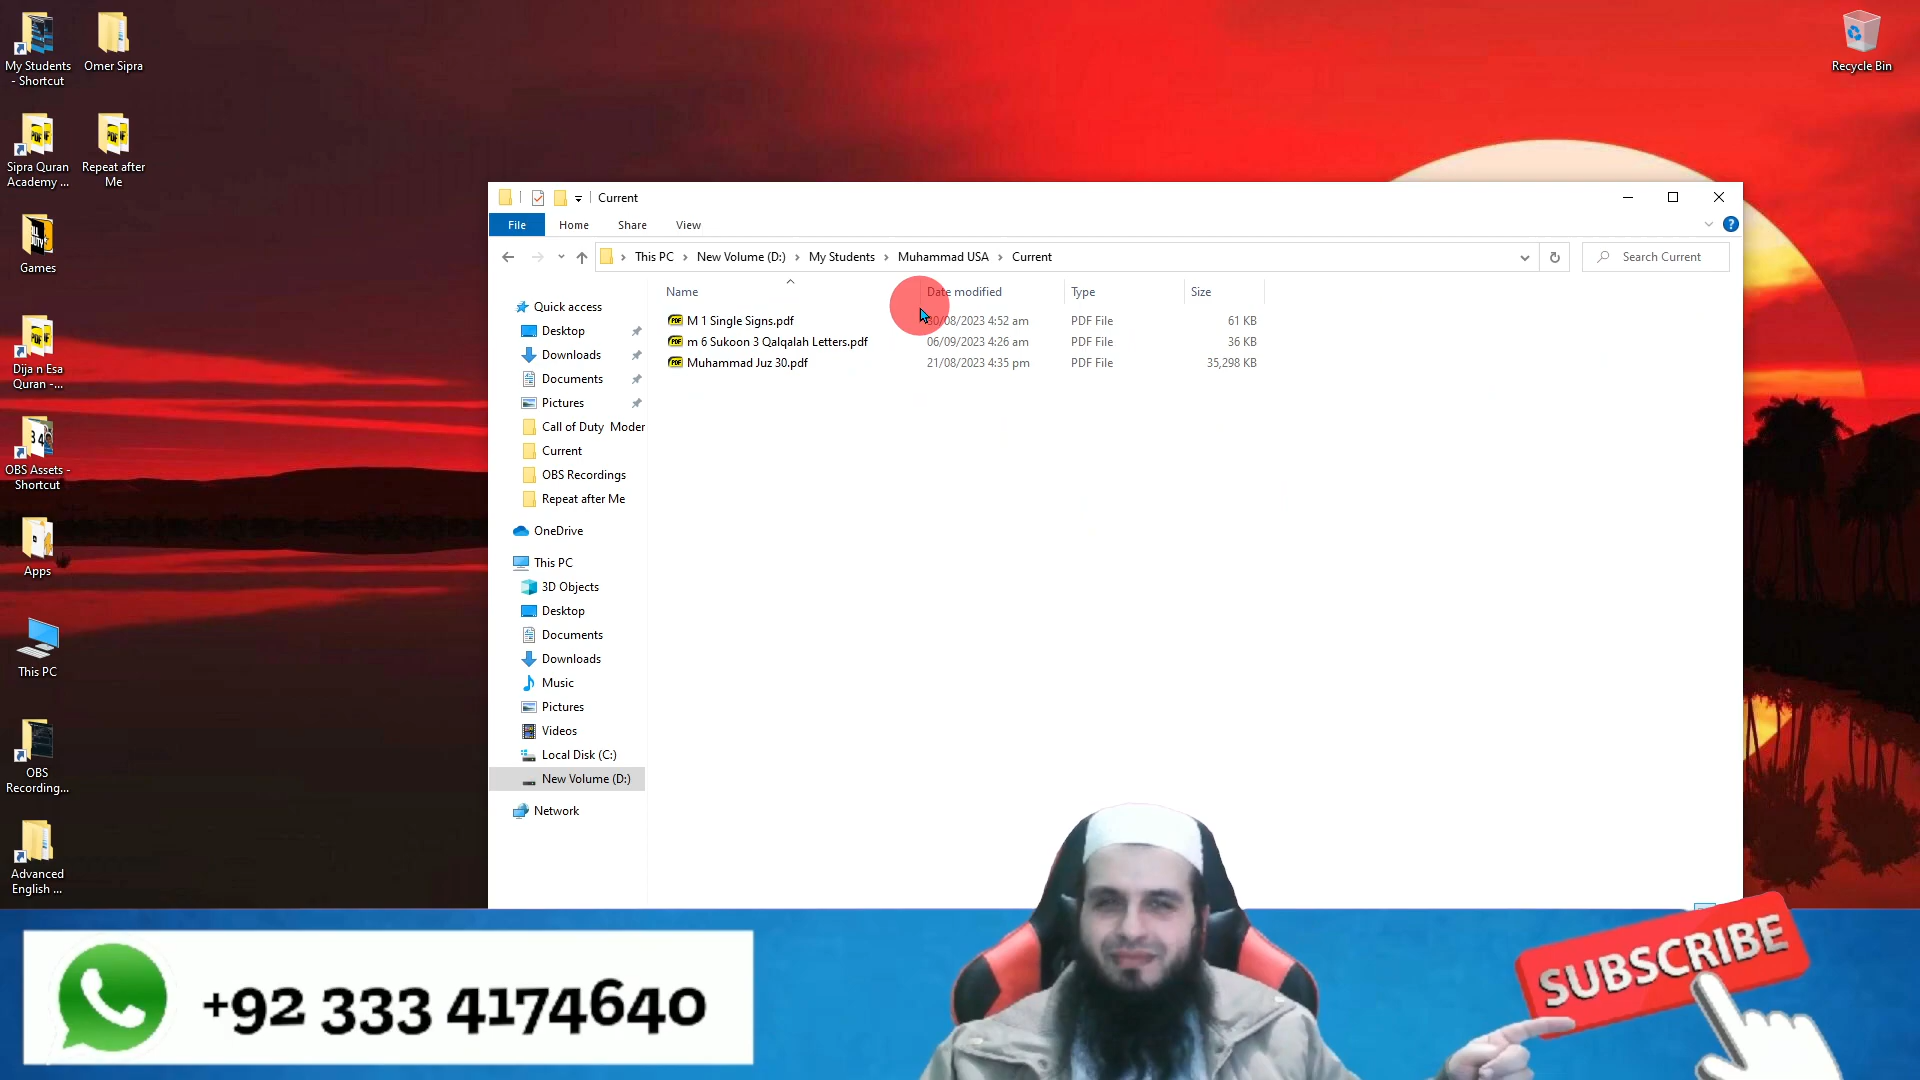 My Students
- Shortcut
Omer Sipra
Sipra Quran
Academy ...
Repeat after
Me
Games
Dija n Esa
Quran -...
OBS Assets -
Shortcut
Apps
This PC
OBS
Recording...
Advanced
English ...
Recycle Bin
Current
File
Home
Share
View
This PC
New Volume (D:)
My Students
Muhammad USA
Current
Search Current
Quick access
Desktop
Downloads
Documents
Pictures
Call of Duty Moder
Current
OBS Recordings
Repeat after Me
OneDrive
This PC
3D Objects
Desktop
Documents
Downloads
Music
Pictures
Videos
Local Disk (C:)
New Volume (D:)
Network
Name Date modified Type Size
M 1 Single Signs.pdf 30/08/2023 4:52 am PDF File 61 KB
m 6 Sukoon 3 Qalqalah Letters.pdf 06/09/2023 4:26 am PDF File 36 KB
Muhammad Juz 30.pdf 21/08/2023 4:35 pm PDF File 35,298 KB
+92 333 4174640
SUBSCRIBE